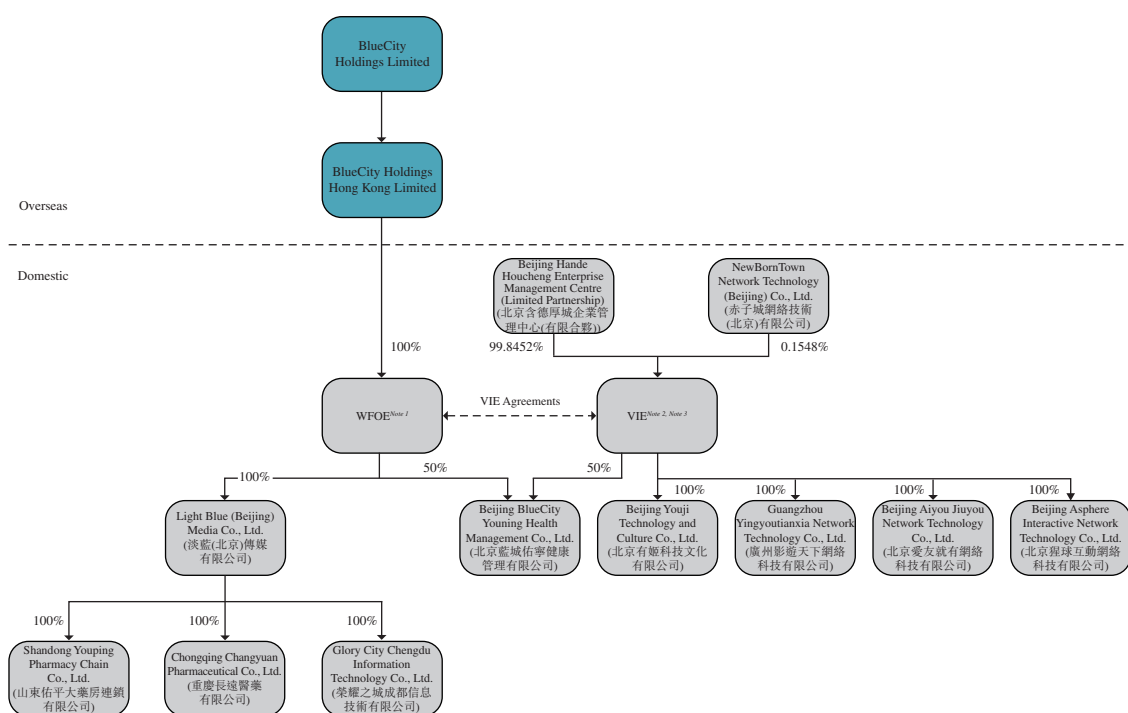 BlueCity
Holdings Limited
BlueCity Holdings
Hong Kong Limited
Overseas
Domestic
Beijing Hande
Houcheng Enterprise
Management Centre
(Limited Partnership)
(北京含德厚城企業管
理中心(有限合夥))
NewBornTown
Network Technology
(Beijing) Co., Ltd.
(赤子城網絡技術
(北京)有限公司)
100%
99.8452%
0.1548%
WFOE Note 1
VIE Agreements
VIE Note 2, Note 3
100%
50%
50%
100%
100%
100%
100%
Light Blue (Beijing)
Media Co., Ltd.
(淡藍(北京)傳媒
有限公司)
Beijing BlueCity
Youning Health
Management Co., Ltd.
(北京藍城佑寧健康
管理有限公司)
Beijing Youji
Technology and
Culture Co., Ltd.
(北京有姬科技文化
有限公司)
Guangzhou
Yingyoutianxia Network
Technology Co., Ltd.
(廣州影遊天下網絡
科技有限公司)
Beijing Aiyou Jiuyou
Network Technology
Co., Ltd.
(北京愛友就有網絡
科技有限公司)
Beijing Asphere
Interactive Network
Technology Co., Ltd.
(北京猩球互動網絡
科技有限公司)
100%
100%
100%
Shandong Youping
Pharmacy Chain
Co., Ltd.
(山東佑平大藥房連鎖
有限公司)
Chongqing Changyuan
Pharmaceutical Co., Ltd.
(重慶長遠醫藥
有限公司)
Glory City Chengdu
Information
Technology Co., Ltd.
(榮耀之城成都信息
技術有限公司)